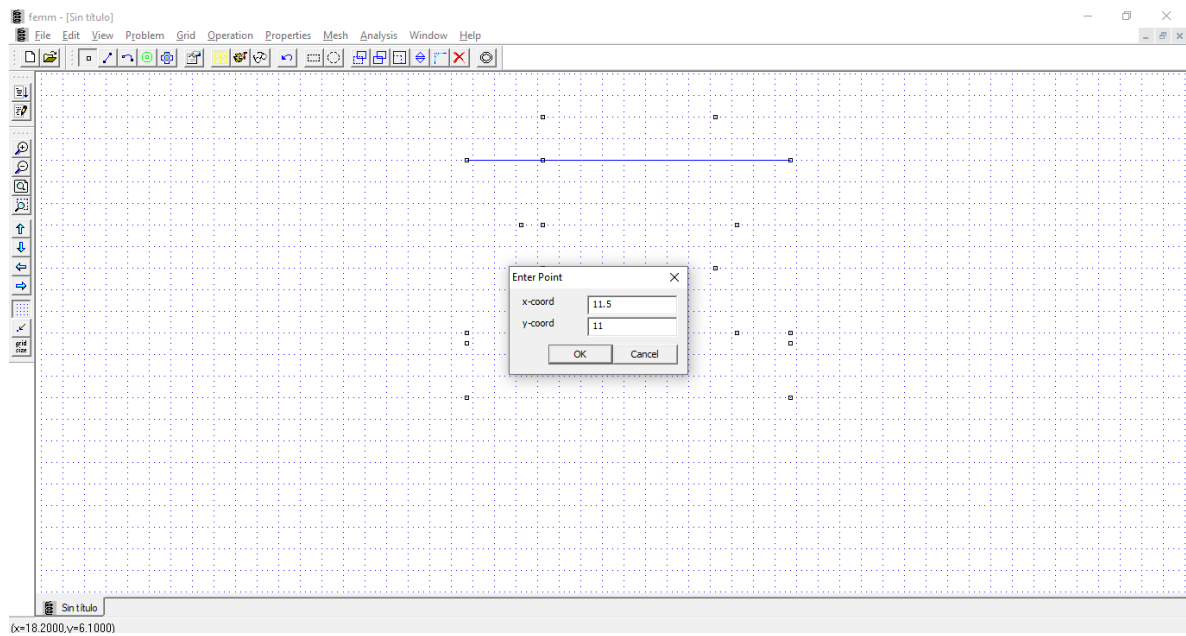 femm - [Sin título]
File Edit View Problem Grid Operation Properties Mesh Analysis Window Help
Enter Point
x-coord 11.5
y-coord 11
OK Cancel
grid
size
Sin título
(x=18.2000,y=6.1000)